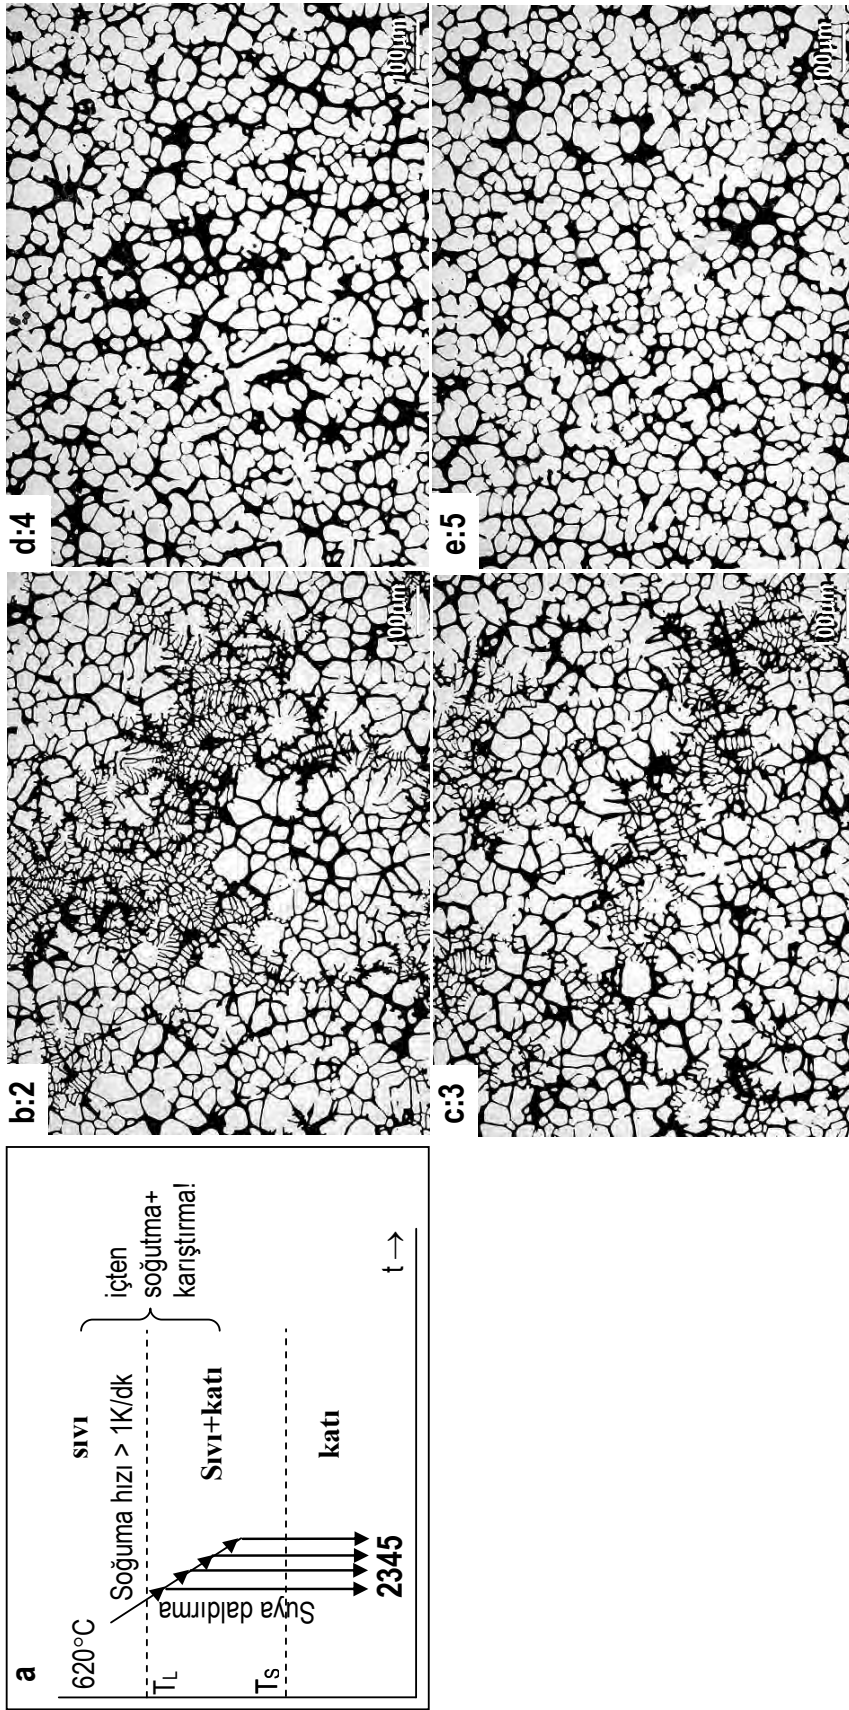 a
620°C
sıvı
Soğuma hızı > 1K/dk
içten
soğutma+
karıştırma!
T_L
Sıvı+katı
Suya daldırma
T_S
katı
2345
t →
b:2
100µm
d:4
100µm
c:3
100µm
e:5
100µm